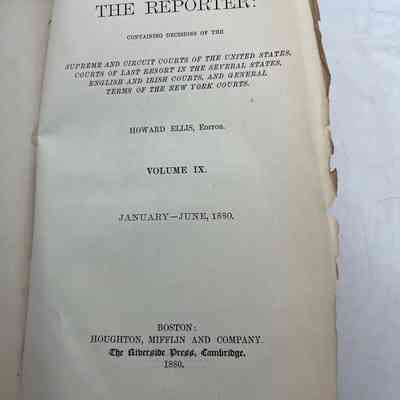 THE REPORTER:
CONTAINING DECISIONS OF THE
SUPREME AND CIRCUIT COURTS OF THE UNITED STATES,
COURTS OF LAST RESORT IN THE SEVERAL STATES,
ENGLISH AND IRISH COURTS, AND GENERAL
TERMS OF THE NEW YORK COURTS.
HOWARD ELLIS, EDITOR.
VOLUME IX.
JANUARY—JUNE, 1880.
BOSTON:
HOUGHTON, MIFFLIN AND COMPANY.
The Riverside Press, Cambridge.
1880.